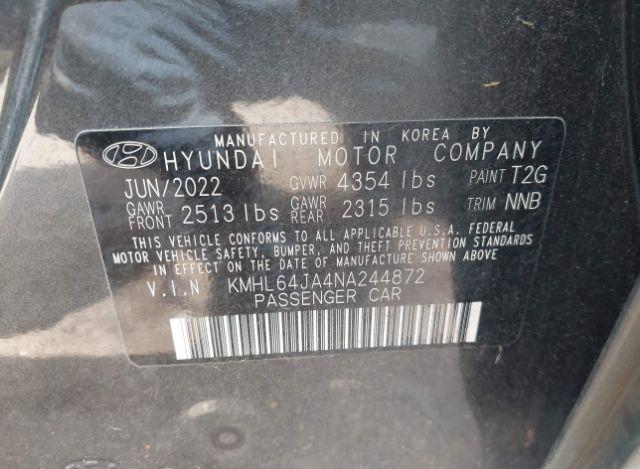 MANUFACTURED IN KOREA BY
HYUNDAI MOTOR COMPANY
JUN/2022 GVWR 4354 lbs PAINT T2G
GAWR FRONT 2513 lbs GAWR REAR 2315 lbs TRIM NNB
THIS VEHICLE CONFORMS TO ALL APPLICABLE U.S.A. FEDERAL
MOTOR VEHICLE SAFETY, BUMPER, AND THEFT PREVENTION STANDARDS
IN EFFECT ON THE DATE OF MANUFACTURE SHOWN ABOVE.
V.I.N KMHL64JA4NA244872
PASSENGER CAR